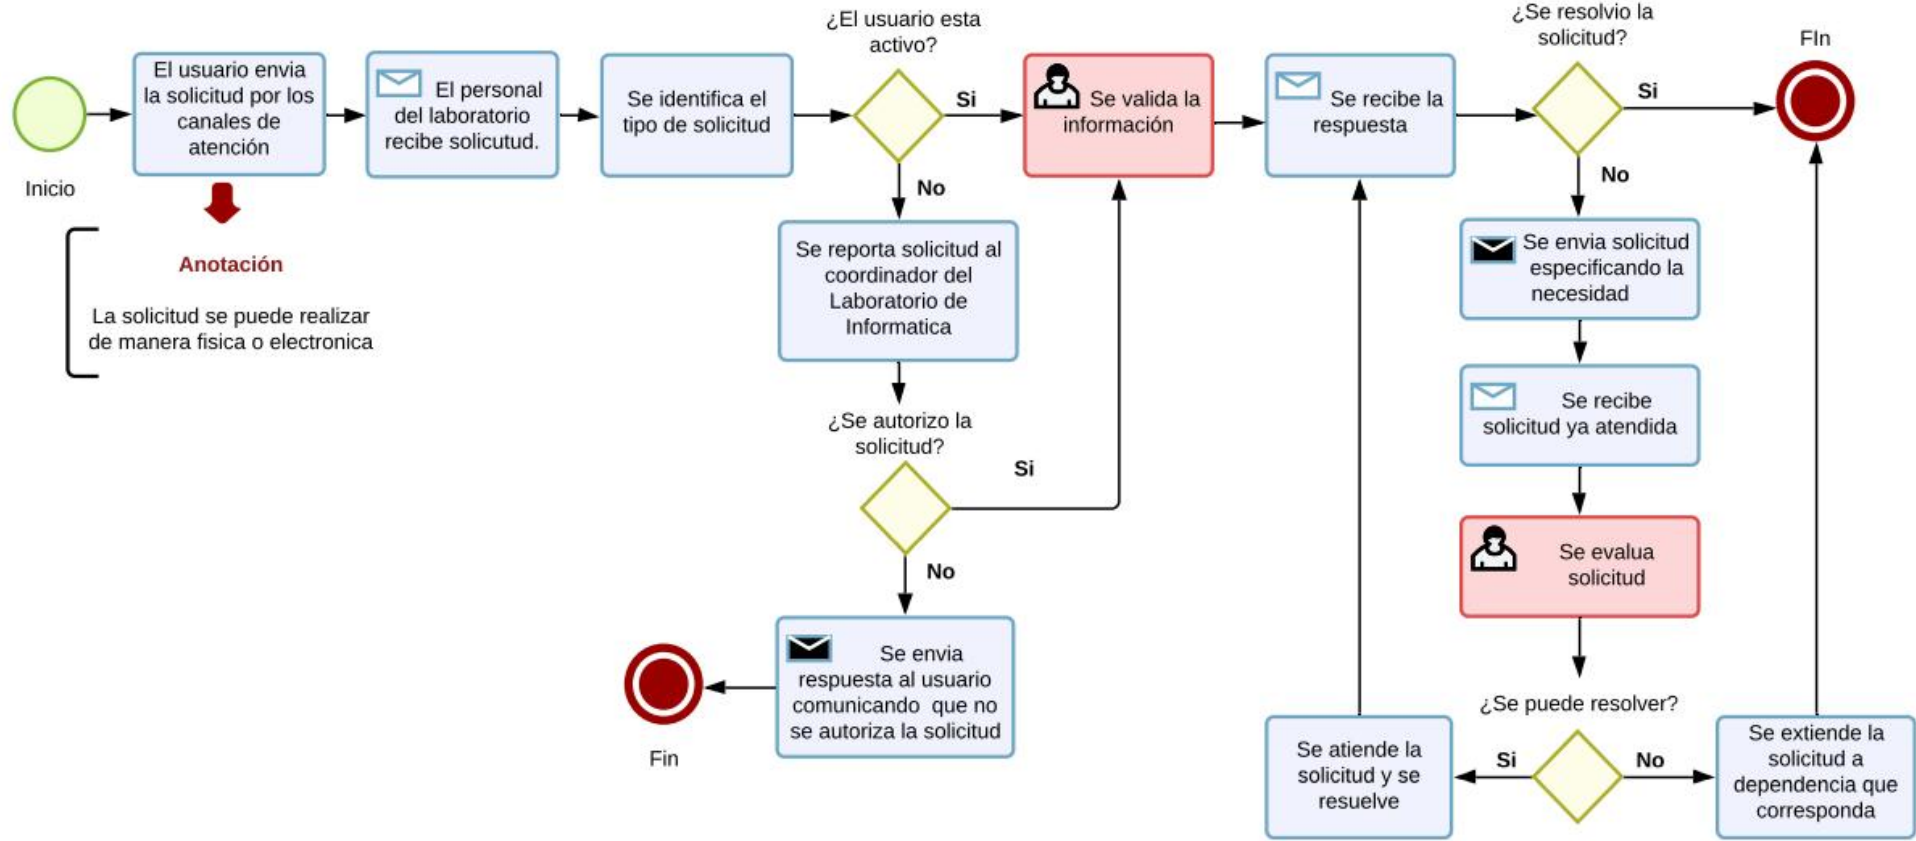 Inicio
El usuario envia
la solicitud por los
canales de
atención
Anotación
La solicitud se puede realizar
de manera fisica o electronica
El personal
del laboratorio
recibe solicutud.
Se identifica el
tipo de solicitud
¿El usuario esta
activo?
Si
No
Se reporta solicitud al
coordinador del
Laboratorio de
Informatica
¿Se autorizo la
solicitud?
Si
No
Se envia
respuesta al usuario
comunicando que no
se autoriza la solicitud
Fin
Se valida la
información
Se recibe la
respuesta
¿Se resolvio la
solicitud?
Si
No
FIn
Se envia solicitud
especificando la
necesidad
Se recibe
solicitud ya atendida
Se evalua
solicitud
¿Se puede resolver?
Si
No
Se atiende la
solicitud y se
resuelve
Se extiende la
solicitud a
dependencia que
corresponda